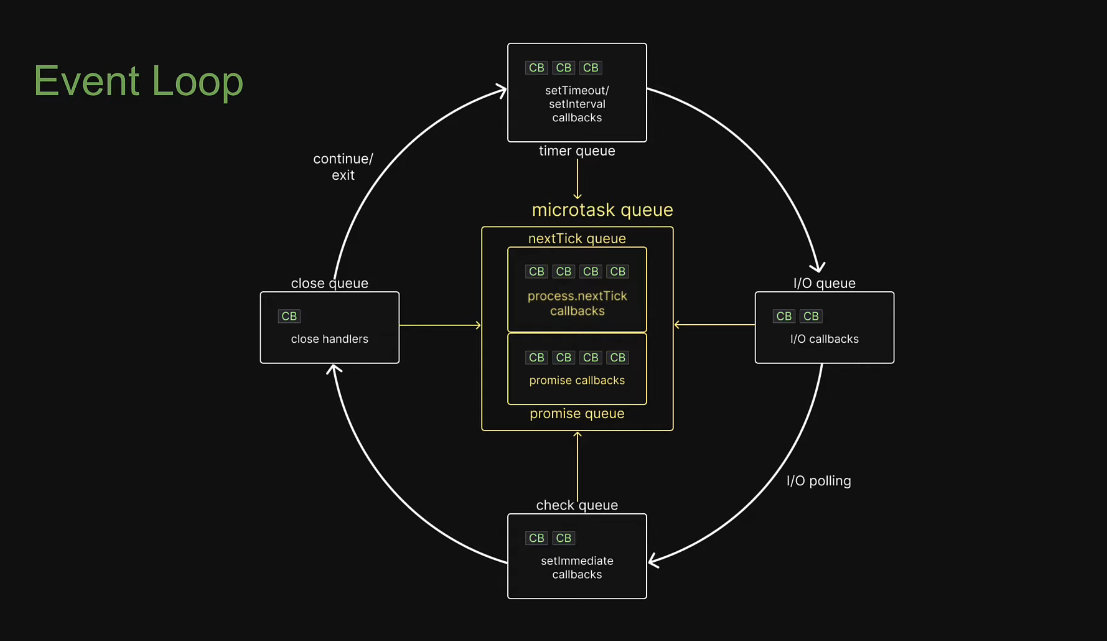 Event Loop
CB CB CB
setTimeout/
setInterval
callbacks
timer queue
continue/
exit
microtask queue
nextTick queue
CB CB CB CB
process.nextTick
callbacks
CB CB CB CB
promise callbacks
promise queue
close queue
CB
close handlers
I/O queue
CB CB
I/O callbacks
I/O polling
check queue
CB CB
setImmediate
callbacks